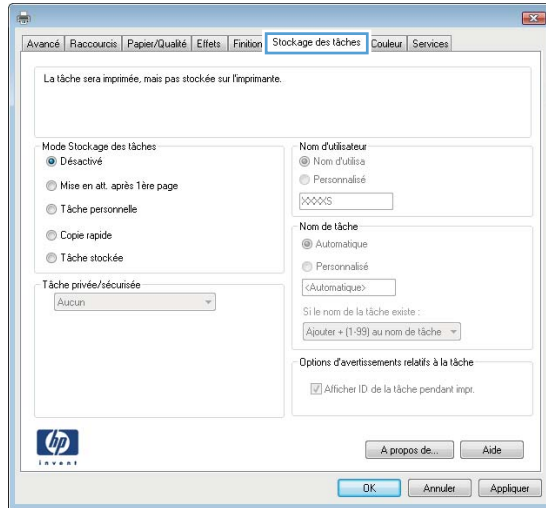 Avancé Raccourcis Papier/Qualité Effets Finition Stockage des tâches Couleur Services
La tâche sera imprimée, mais pas stockée sur l'imprimante.
Mode Stockage des tâches
Désactivé
Mise en att. après 1ère page
Tâche personnelle
Copie rapide
Tâche stockée
Tâche privée/sécurisée
Aucun
Nom d'utilisateur
Nom d'utilisa
Personnalisé
XXXXS
Nom de tâche
Automatique
Personnalisé
<Automatique>
Si le nom de la tâche existe :
Ajouter + (1-99) au nom de tâche
Options d'avertissements relatifs à la tâche
Afficher ID de la tâche pendant impr.
hp
invent
A propos de... Aide
OK Annuler Appliquer